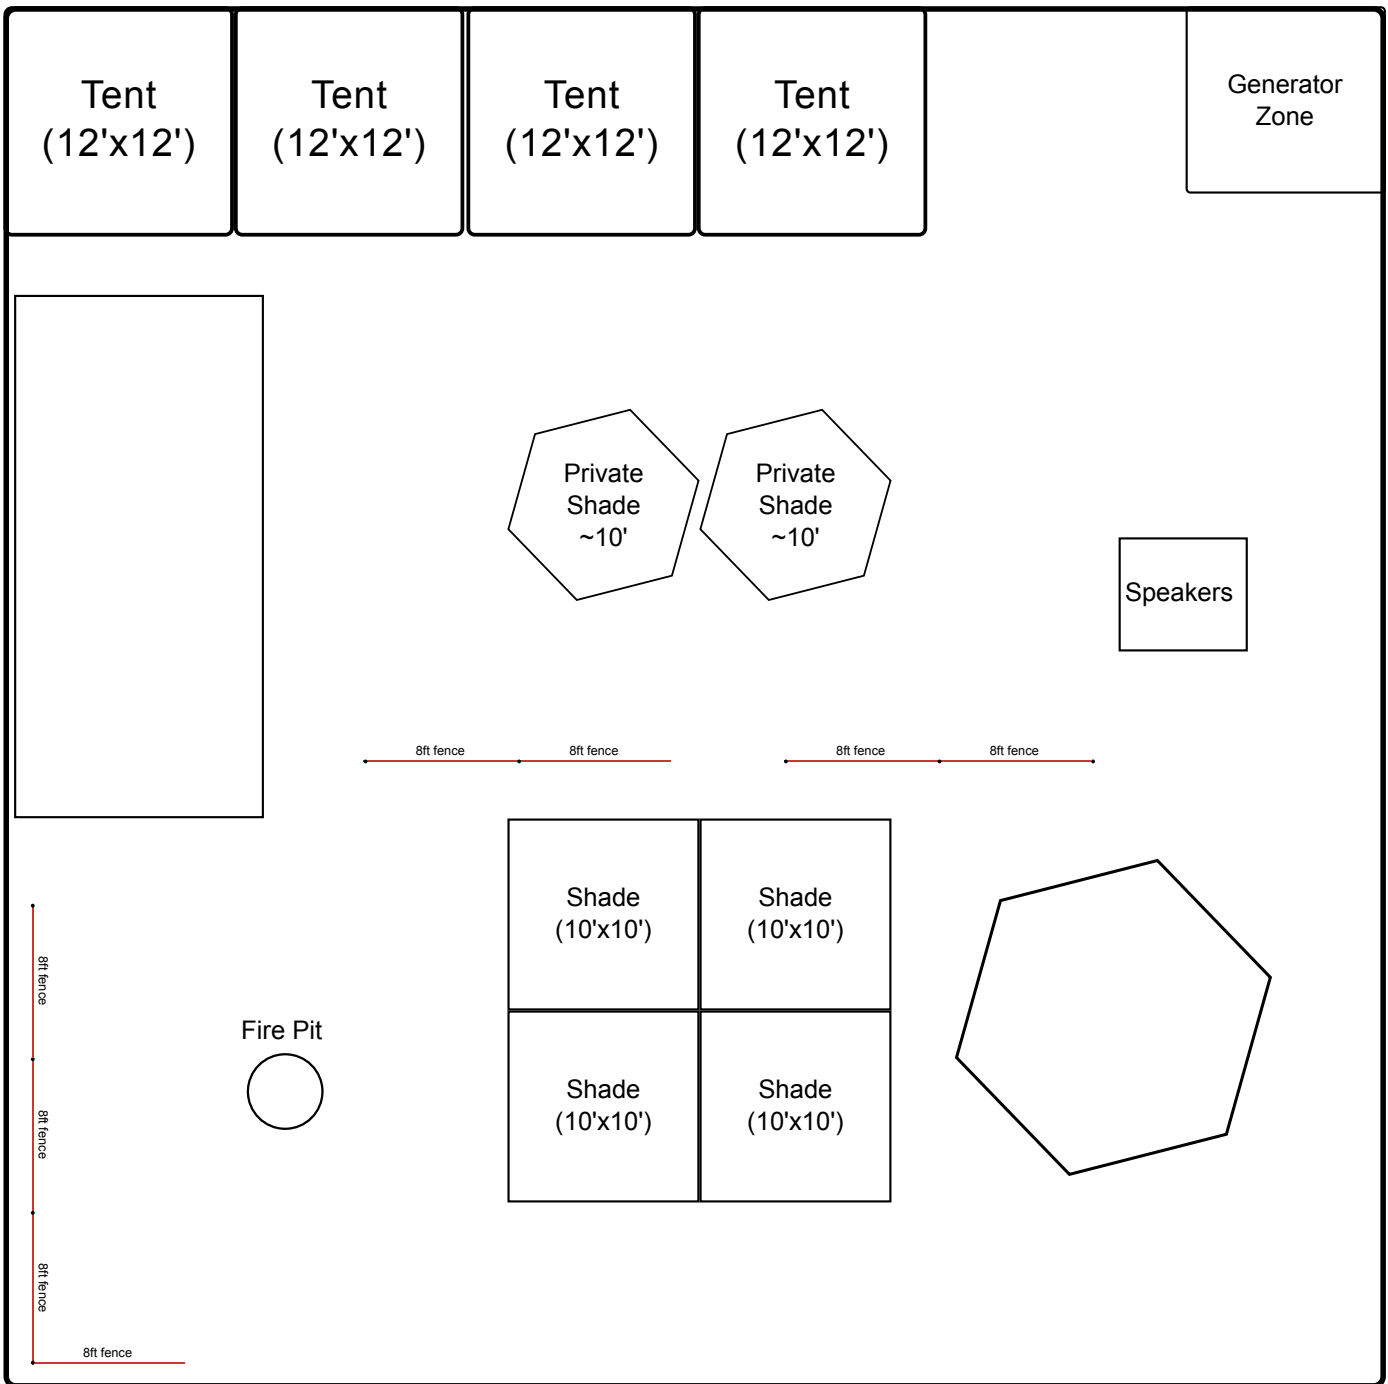 Tent
(12'x12')
Tent
(12'x12')
Tent
(12'x12')
Tent
(12'x12')
Generator
Zone
Private
Shade
~10'
Private
Shade
~10'
Speakers
8ft fence
8ft fence
8ft fence
8ft fence
Shade
(10'x10')
Shade
(10'x10')
8ft fence
Fire Pit
Shade
(10'x10')
Shade
(10'x10')
8ft fence
8ft fence
8ft fence